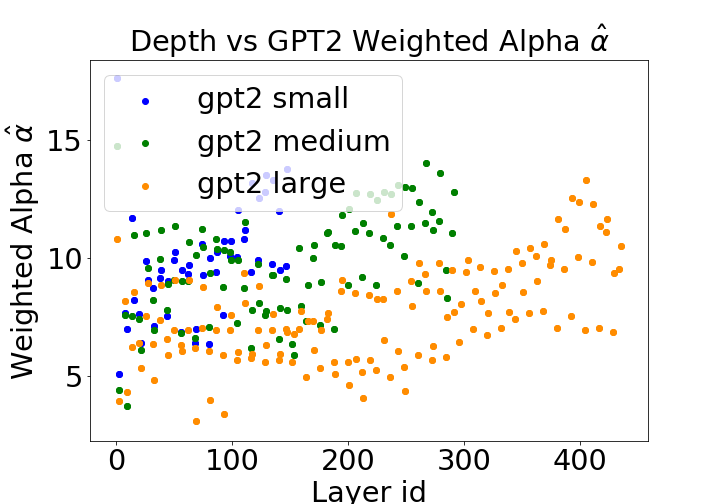 Depth vs GPT2 Weighted Alpha α̂
gpt2 small
gpt2 medium
gpt2 large
Weighted Alpha α̂
15
10
5
0 100 200 300 400
Layer id